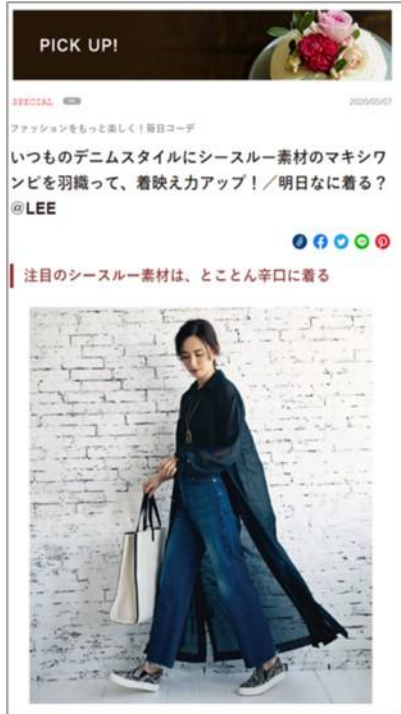 PICK UP!
SPECIAL
2020/05/07
ファッションをもっと楽しく！毎日コーデ
いつものデニムスタイルにシースルー素材のマキシワ
ンピを羽織って、着映え力アップ！／明日なに着る？
@LEE
注目のシースルー素材は、とことん辛口に着る